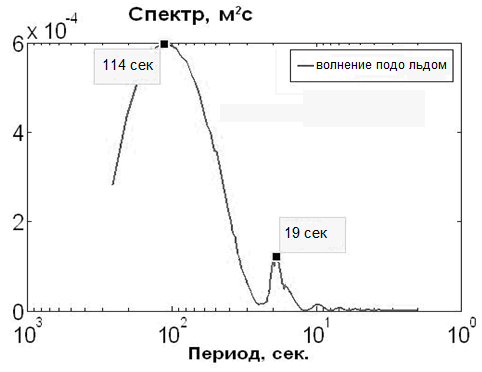 Спектр, м²с
6 × 10⁻⁴
114 сек
волнение подо льдом
4
2
19 сек
0
10³
10²
10¹
10⁰
Период, сек.